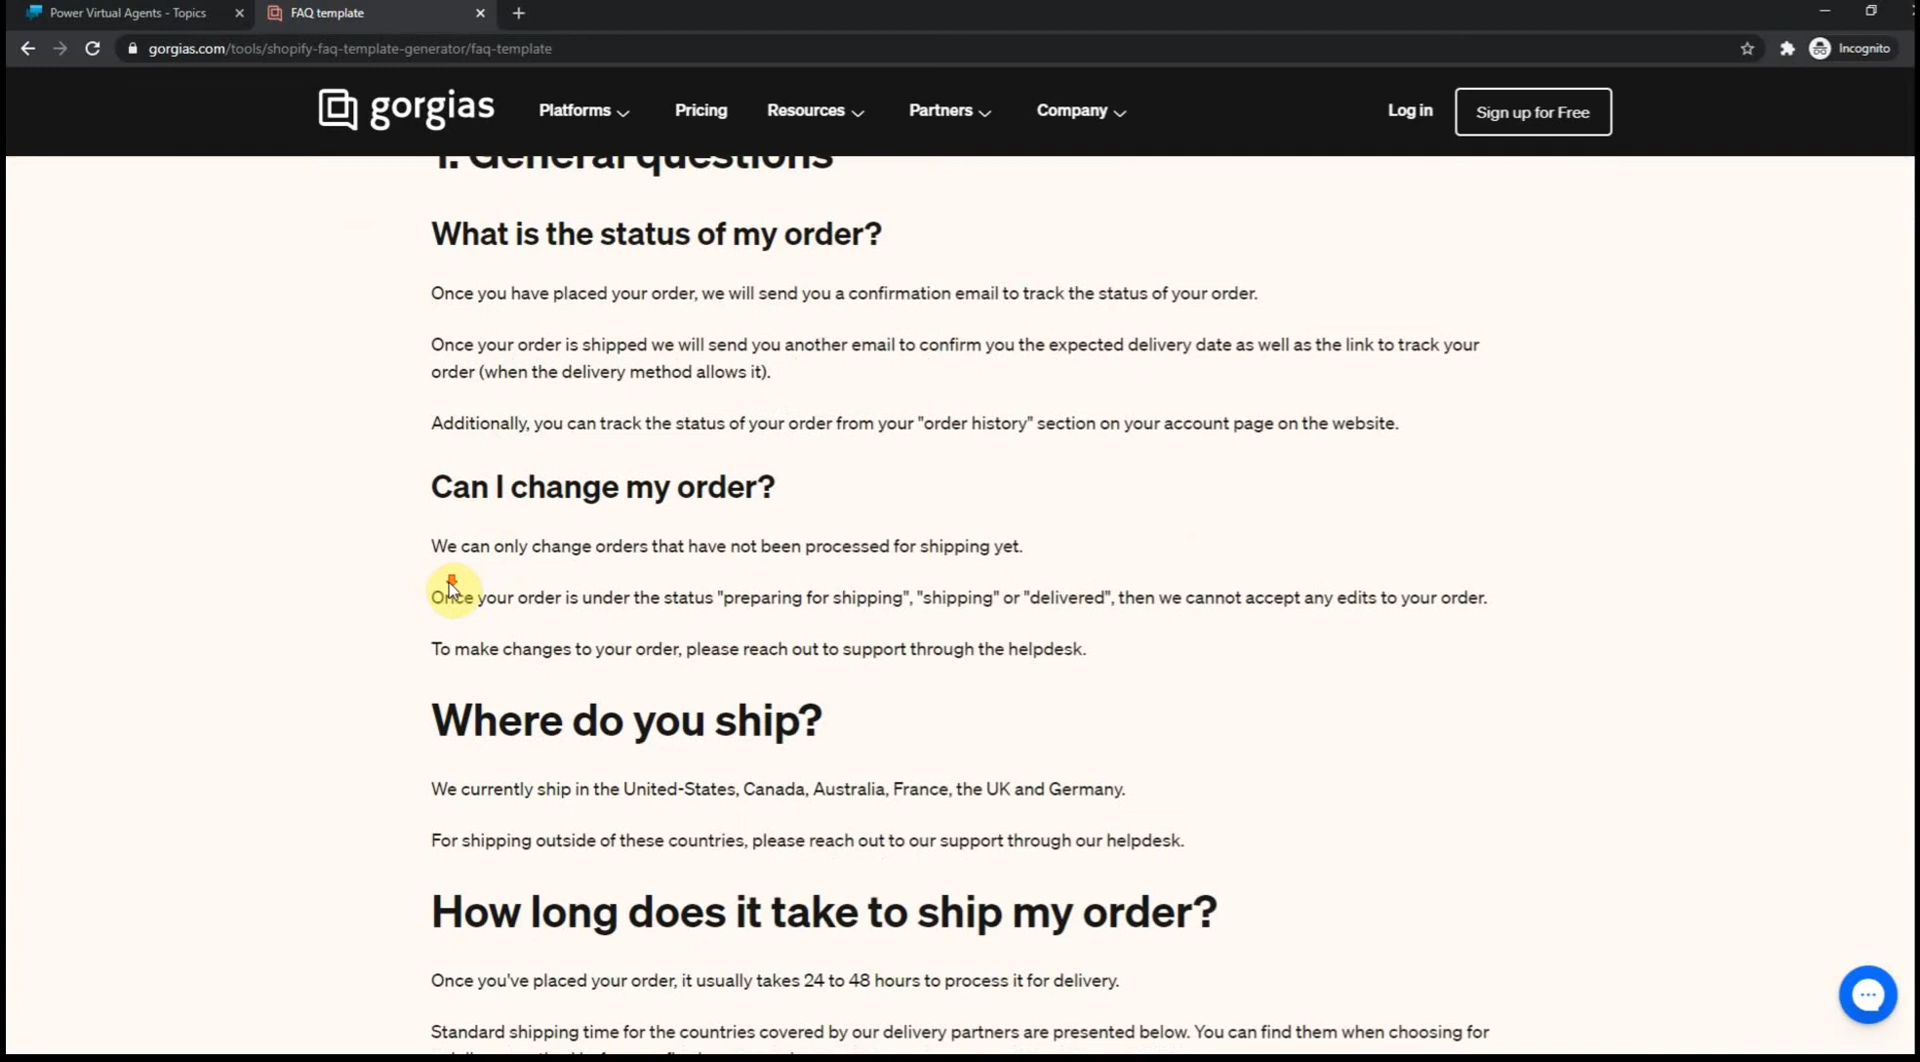 Power Virtual Agents - Topics
FAQ template
gorgias.com/tools/shopify-faq-template-generator/faq-template
Incognito
gorgias
Platforms
Pricing
Resources
Partners
Company
Log in
Sign up for Free
1. General questions
What is the status of my order?
Once you have placed your order, we will send you a confirmation email to track the status of your order.
Once your order is shipped we will send you another email to confirm you the expected delivery date as well as the link to track your
order (when the delivery method allows it).
Additionally, you can track the status of your order from your "order history" section on your account page on the website.
Can I change my order?
We can only change orders that have not been processed for shipping yet.
Once your order is under the status "preparing for shipping", "shipping" or "delivered", then we cannot accept any edits to your order.
To make changes to your order, please reach out to support through the helpdesk.
Where do you ship?
We currently ship in the United-States, Canada, Australia, France, the UK and Germany.
For shipping outside of these countries, please reach out to our support through our helpdesk.
How long does it take to ship my order?
Once you've placed your order, it usually takes 24 to 48 hours to process it for delivery.
Standard shipping time for the countries covered by our delivery partners are presented below. You can find them when choosing for